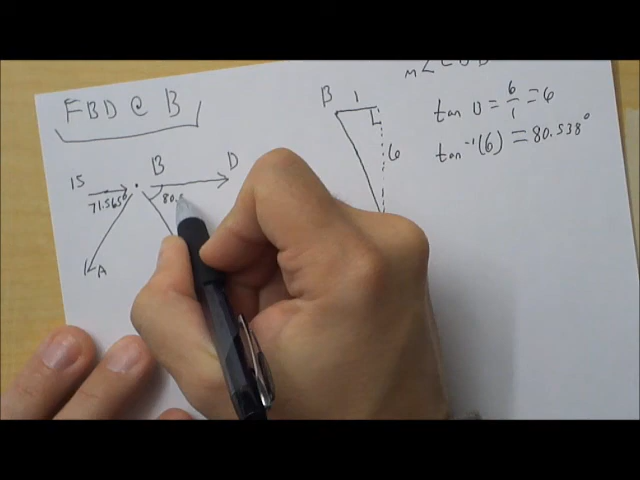 FBD @ B
15
B
D
71.565°
80.
A
B 1
6
tan θ = 6/1 = 6
tan⁻¹(6) = 80.538°